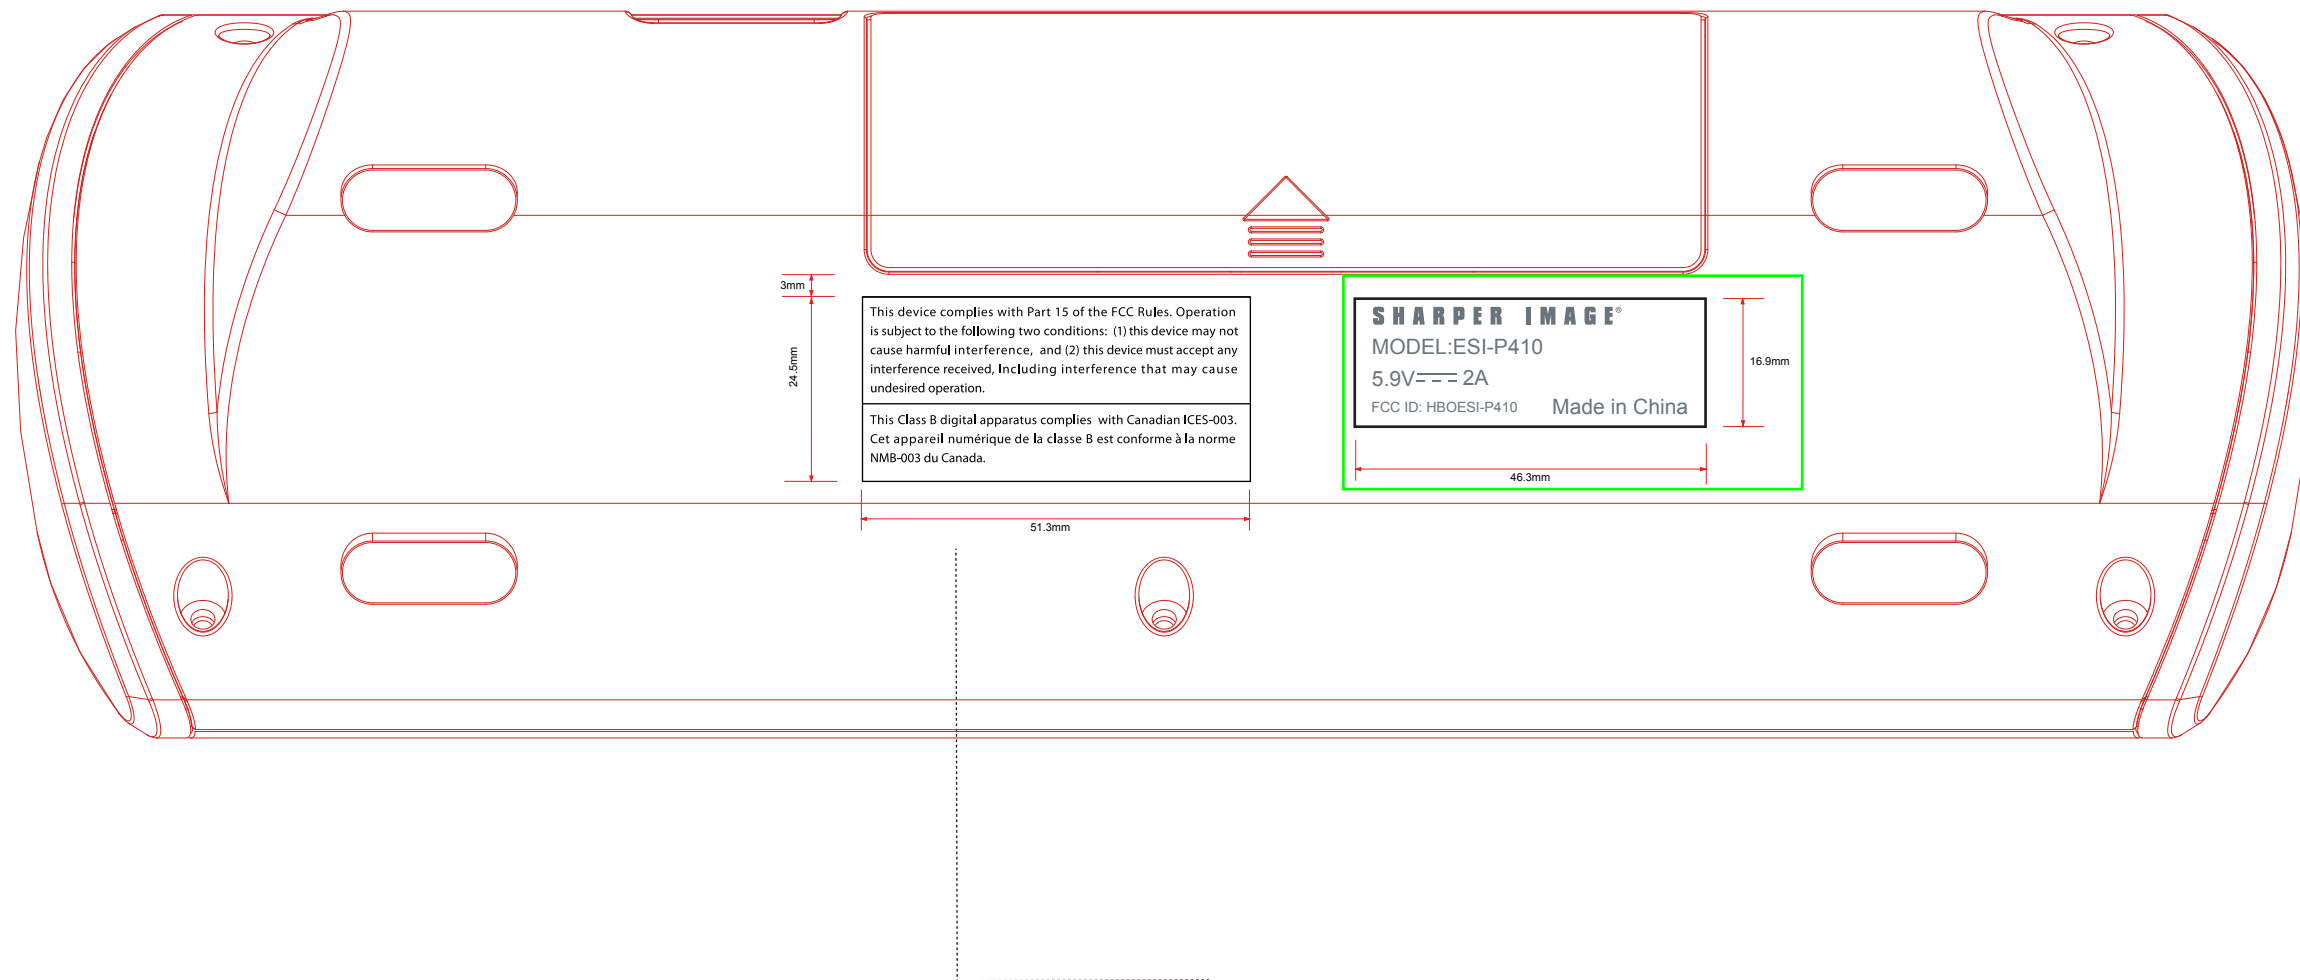 3mm
24.5mm
This device complies with Part 15 of the FCC Rules. Operation
is subject to the following two conditions: (1) this device may not
cause harmful interference, and (2) this device must accept any
interference received, Including interference that may cause
undesired operation.
This Class B digital apparatus complies with Canadian ICES-003.
Cet appareil numérique de la classe B est conforme à la norme
NMB-003 du Canada.
51.3mm
SHARPER IMAGE®
MODEL:ESI-P410
5.9V 2A
FCC ID: HBOESI-P410 Made in China
16.9mm
46.3mm